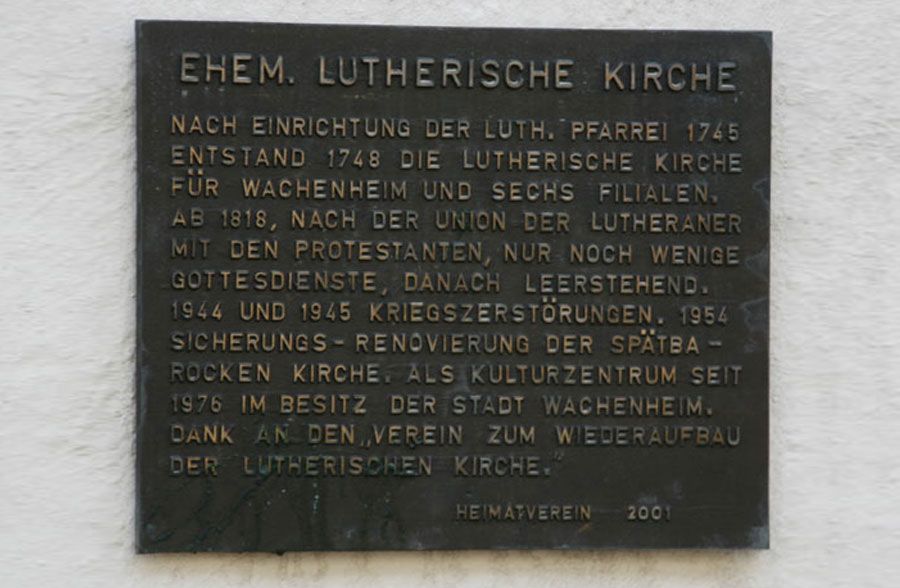 EHEM. LUTHERISCHE KIRCHE
NACH EINRICHTUNG DER LUTH. PFARREI 1745
ENTSTAND 1748 DIE LUTHERISCHE KIRCHE
FÜR WACHENHEIM UND SECHS FILIALEN.
AB 1818, NACH DER UNION DER LUTHERANER
MIT DEN PROTESTANTEN, NUR NOCH WENIGE
GOTTESDIENSTE, DANACH LEERSTEHEND.
1944 UND 1945 KRIEGSZERSTÖRUNGEN. 1954
SICHERUNGS-RENOVIERUNG DER SPÄTBA-
ROCKEN KIRCHE. ALS KULTURZENTRUM SEIT
1976 IM BESITZ DER STADT WACHENHEIM.
DANK AN DEN „VEREIN ZUM WIEDERAUFBAU
DER LUTHERISCHEN KIRCHE."
HEIMATVEREIN 2001